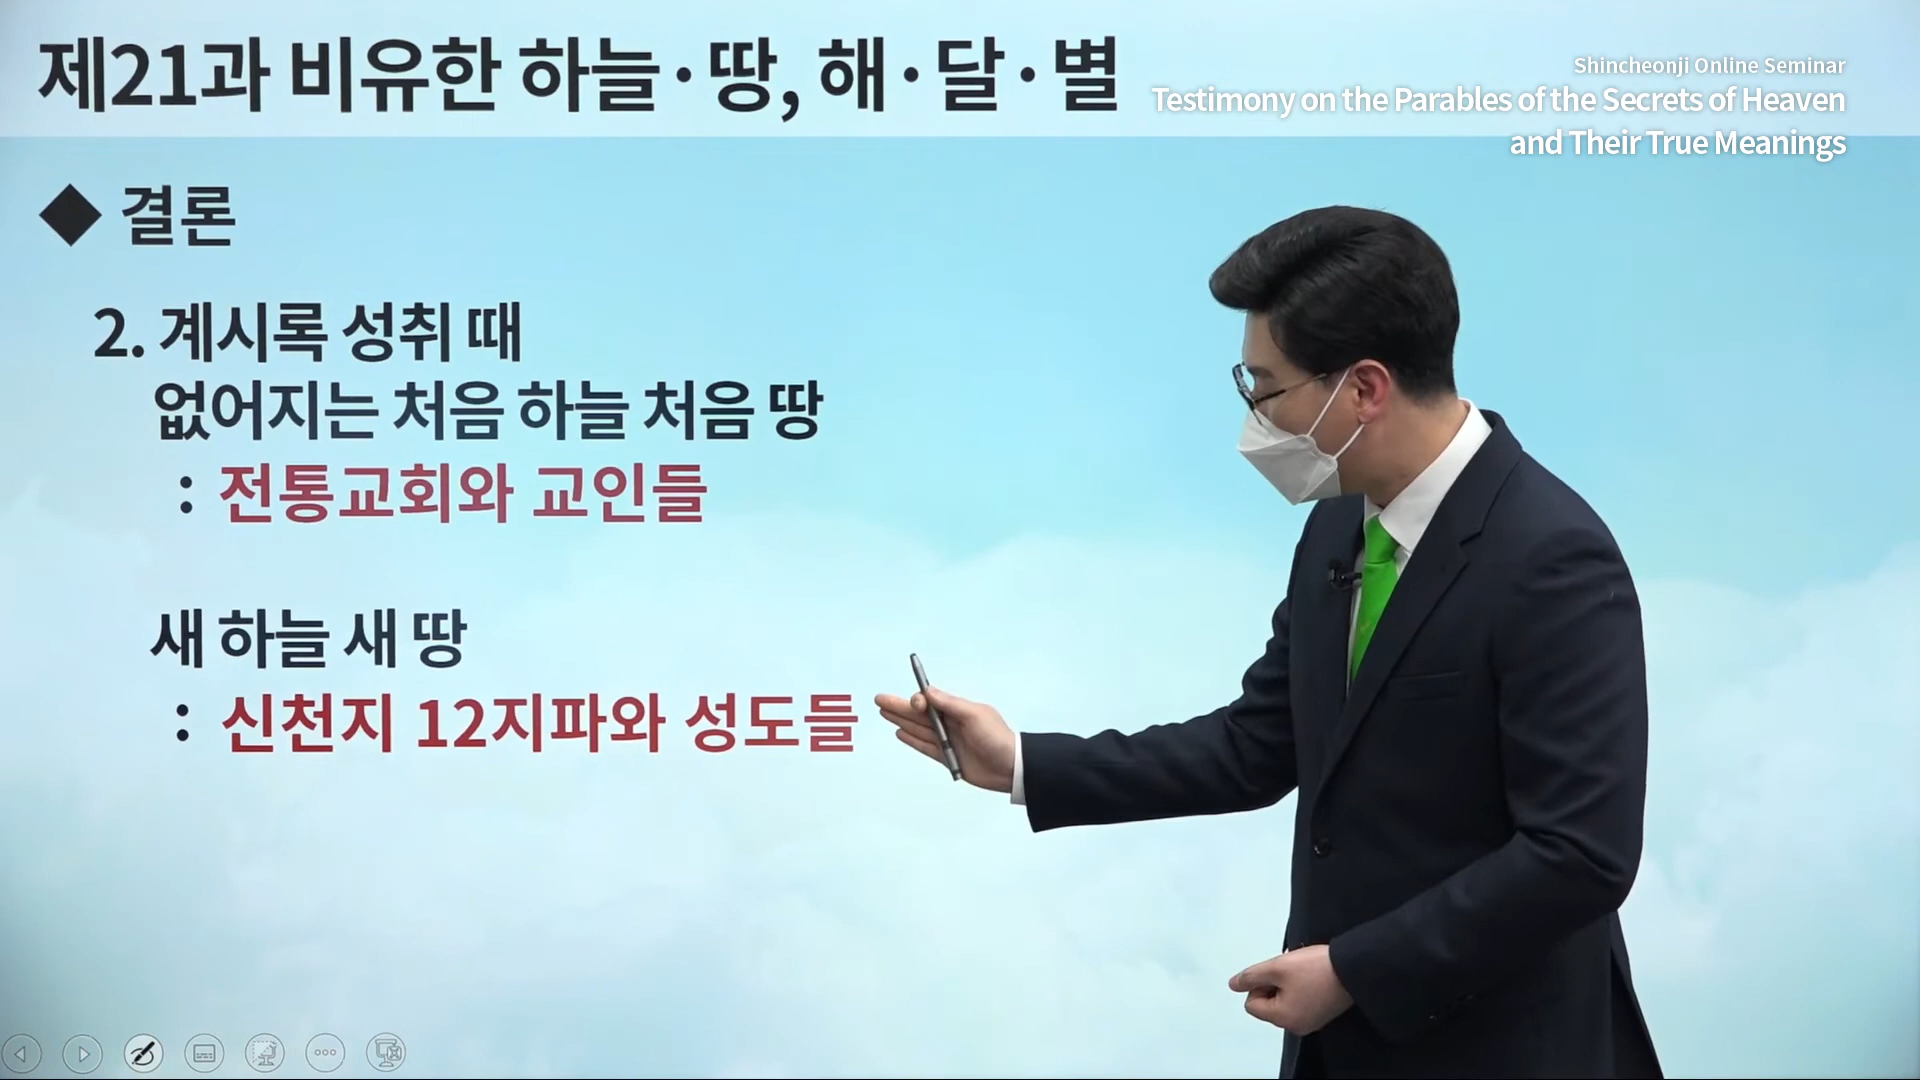 제21과 비유한 하늘·땅, 해·달·별
Shincheonji Online Seminar
Testimony on the Parables of the Secrets of Heaven
and Their True Meanings
◆ 결론
2. 계시록 성취 때
없어지는 처음 하늘 처음 땅
: 전통교회와 교인들
새 하늘 새 땅
: 신천지 12지파와 성도들